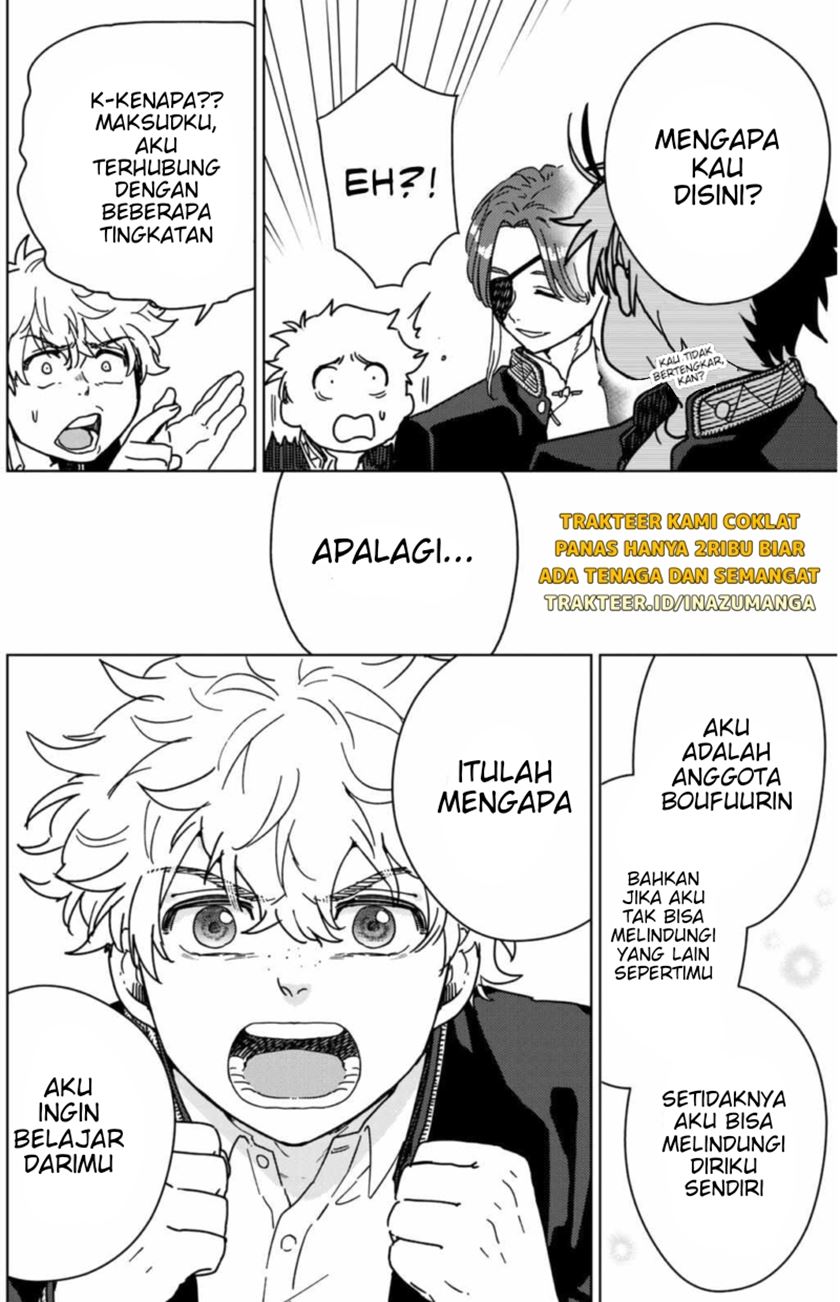 MENGAPA
KAU
DISINI?
KAU TIDAK
BERTENGKAR,
KAN?
EH?!
K-KENAPA??
MAKSUDKU,
AKU
TERHUBUNG
DENGAN
BEBERAPA
TINGKATAN
APALAGI...
TRAKTEER KAMI COKLAT
PANAS HANYA 2RIBU BIAR
ADA TENAGA DAN SEMANGAT
TRAKTEER.ID/INAZUMANGA
AKU
ADALAH
ANGGOTA
BOUFUURIN
BAHKAN
JIKA AKU
TAK BISA
MELINDUNGI
YANG LAIN
SEPERTIMU
SETIDAKNYA
AKU BISA
MELINDUNGI
DIRIKU
SENDIRI
ITULAH
MENGAPA
AKU
INGIN
BELAJAR
DARIMU